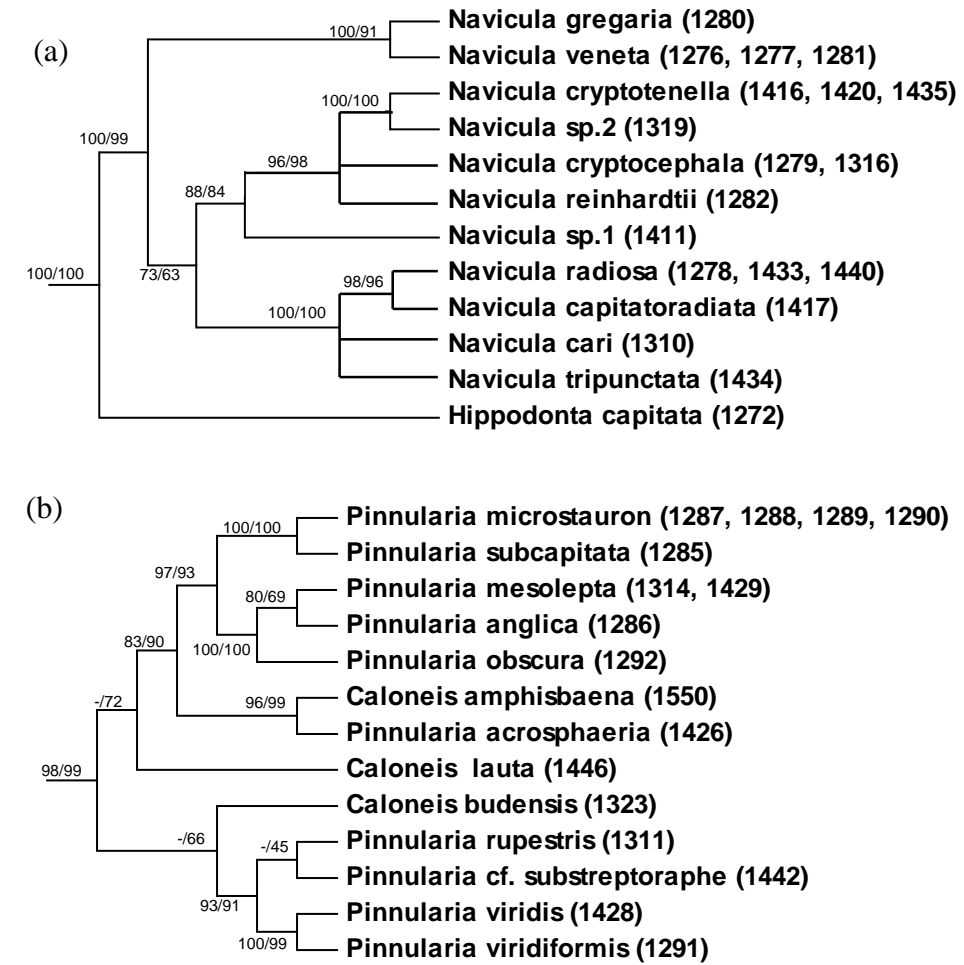 (a)
100/91
Navicula gregaria (1280)
Navicula veneta (1276, 1277, 1281)
100/100
Navicula cryptotenella (1416, 1420, 1435)
Navicula sp.2 (1319)
100/99
96/98
Navicula cryptocephala (1279, 1316)
88/84
Navicula reinhardtii (1282)
Navicula sp.1 (1411)
100/100
73/63
98/96
Navicula radiosa (1278, 1433, 1440)
100/100
Navicula capitatoradiata (1417)
Navicula cari (1310)
Navicula tripunctata (1434)
Hippodonta capitata (1272)
(b)
100/100
Pinnularia microstauron (1287, 1288, 1289, 1290)
Pinnularia subcapitata (1285)
97/93
80/69
Pinnularia mesolepta (1314, 1429)
Pinnularia anglica (1286)
83/90
100/100
Pinnularia obscura (1292)
-/72
96/99
Caloneis amphisbaena (1550)
Pinnularia acrosphaeria (1426)
98/99
Caloneis lauta (1446)
Caloneis budensis (1323)
-/66
-/45
Pinnularia rupestris (1311)
Pinnularia cf. substreptoraphe (1442)
93/91
Pinnularia viridis (1428)
100/99
Pinnularia viridiformis (1291)